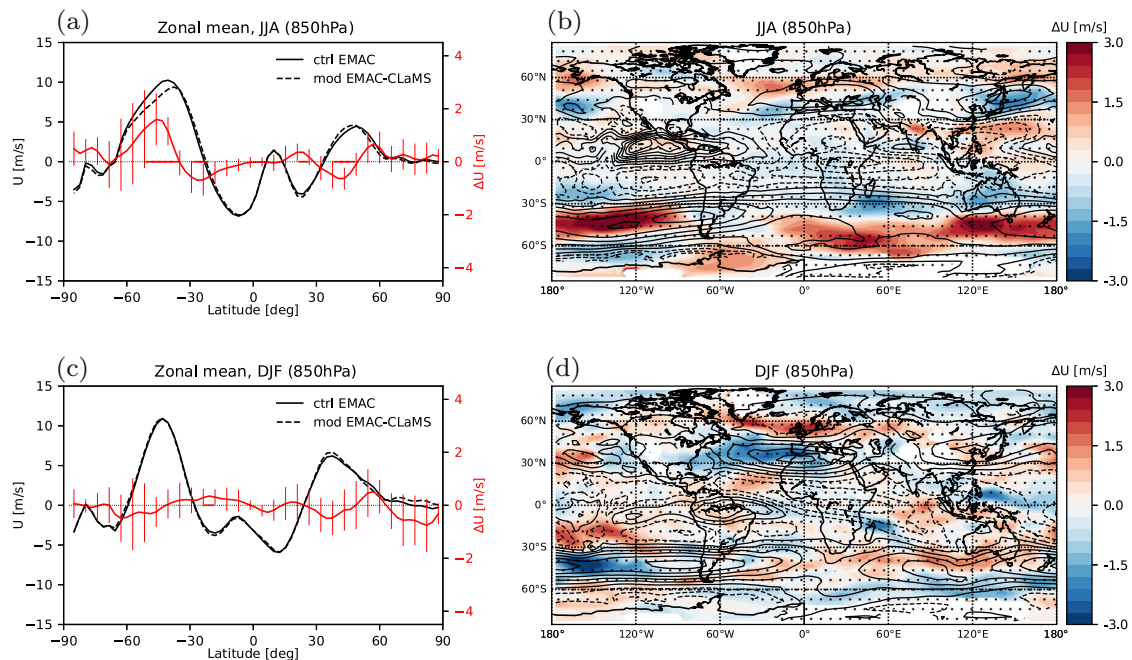 (a)
Zonal mean, JJA (850hPa)
ctrl EMAC
mod EMAC-CLaMS
15
10
5
0
−5
−10
−15
U [m/s]
4
2
0
−2
−4
ΔU [m/s]
−90 −60 −30 0 30 60 90
Latitude [deg]
(b)
JJA (850hPa)
60°N
30°N
0°
30°S
60°S
180° 120°W 60°W 0° 60°E 120°E 180°
ΔU [m/s]
3.0
1.5
0.0
-1.5
-3.0
(c)
Zonal mean, DJF (850hPa)
ctrl EMAC
mod EMAC-CLaMS
15
10
5
0
−5
−10
−15
U [m/s]
4
2
0
−2
−4
ΔU [m/s]
−90 −60 −30 0 30 60 90
Latitude [deg]
(d)
DJF (850hPa)
60°N
30°N
0°
30°S
60°S
180° 120°W 60°W 0° 60°E 120°E 180°
ΔU [m/s]
3.0
1.5
0.0
-1.5
-3.0